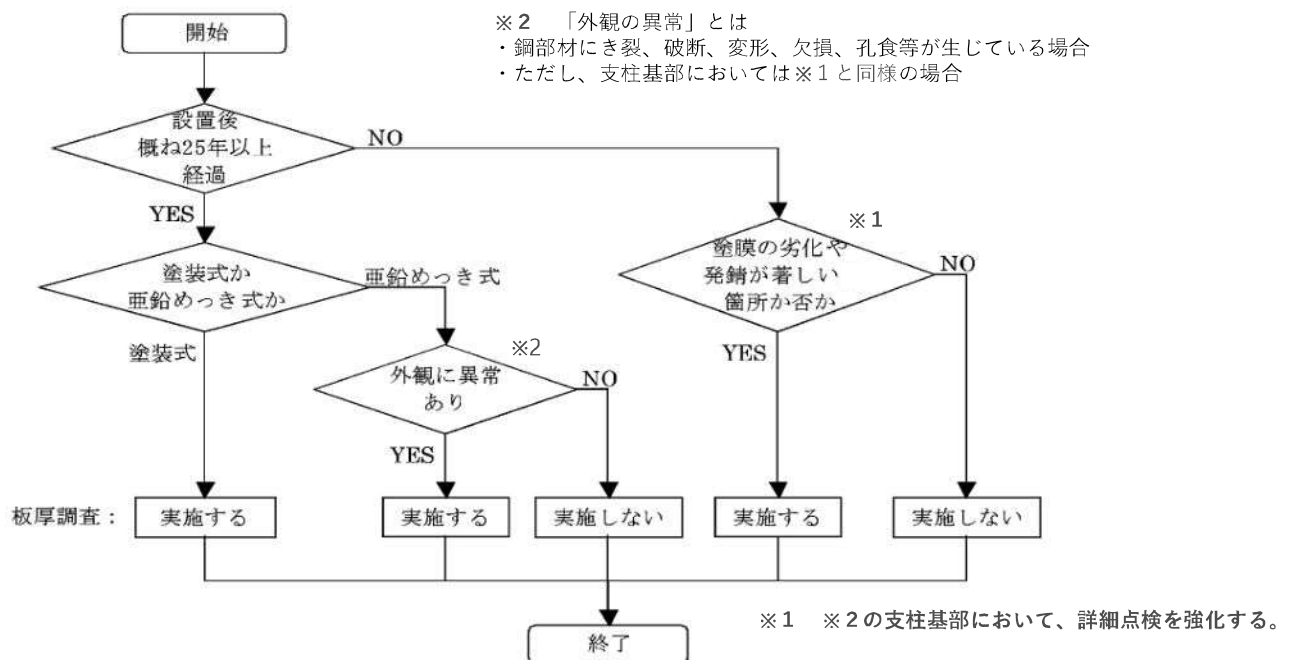 開始
※２ 「外観の異常」とは
・鋼部材にき裂、破断、変形、欠損、孔食等が生じている場合
・ただし、支柱基部においては※１と同様の場合
設置後
概ね25年以上
経過
NO
YES
※１
塗膜の劣化や
発錆が著しい
箇所か否か
NO
YES
塗装式か
亜鉛めっき式か
亜鉛めっき式
塗装式
※2
外観に異常
あり
NO
YES
板厚調査：
実施する
実施する
実施しない
実施する
実施しない
※１ ※２の支柱基部において、詳細点検を強化する。
終了